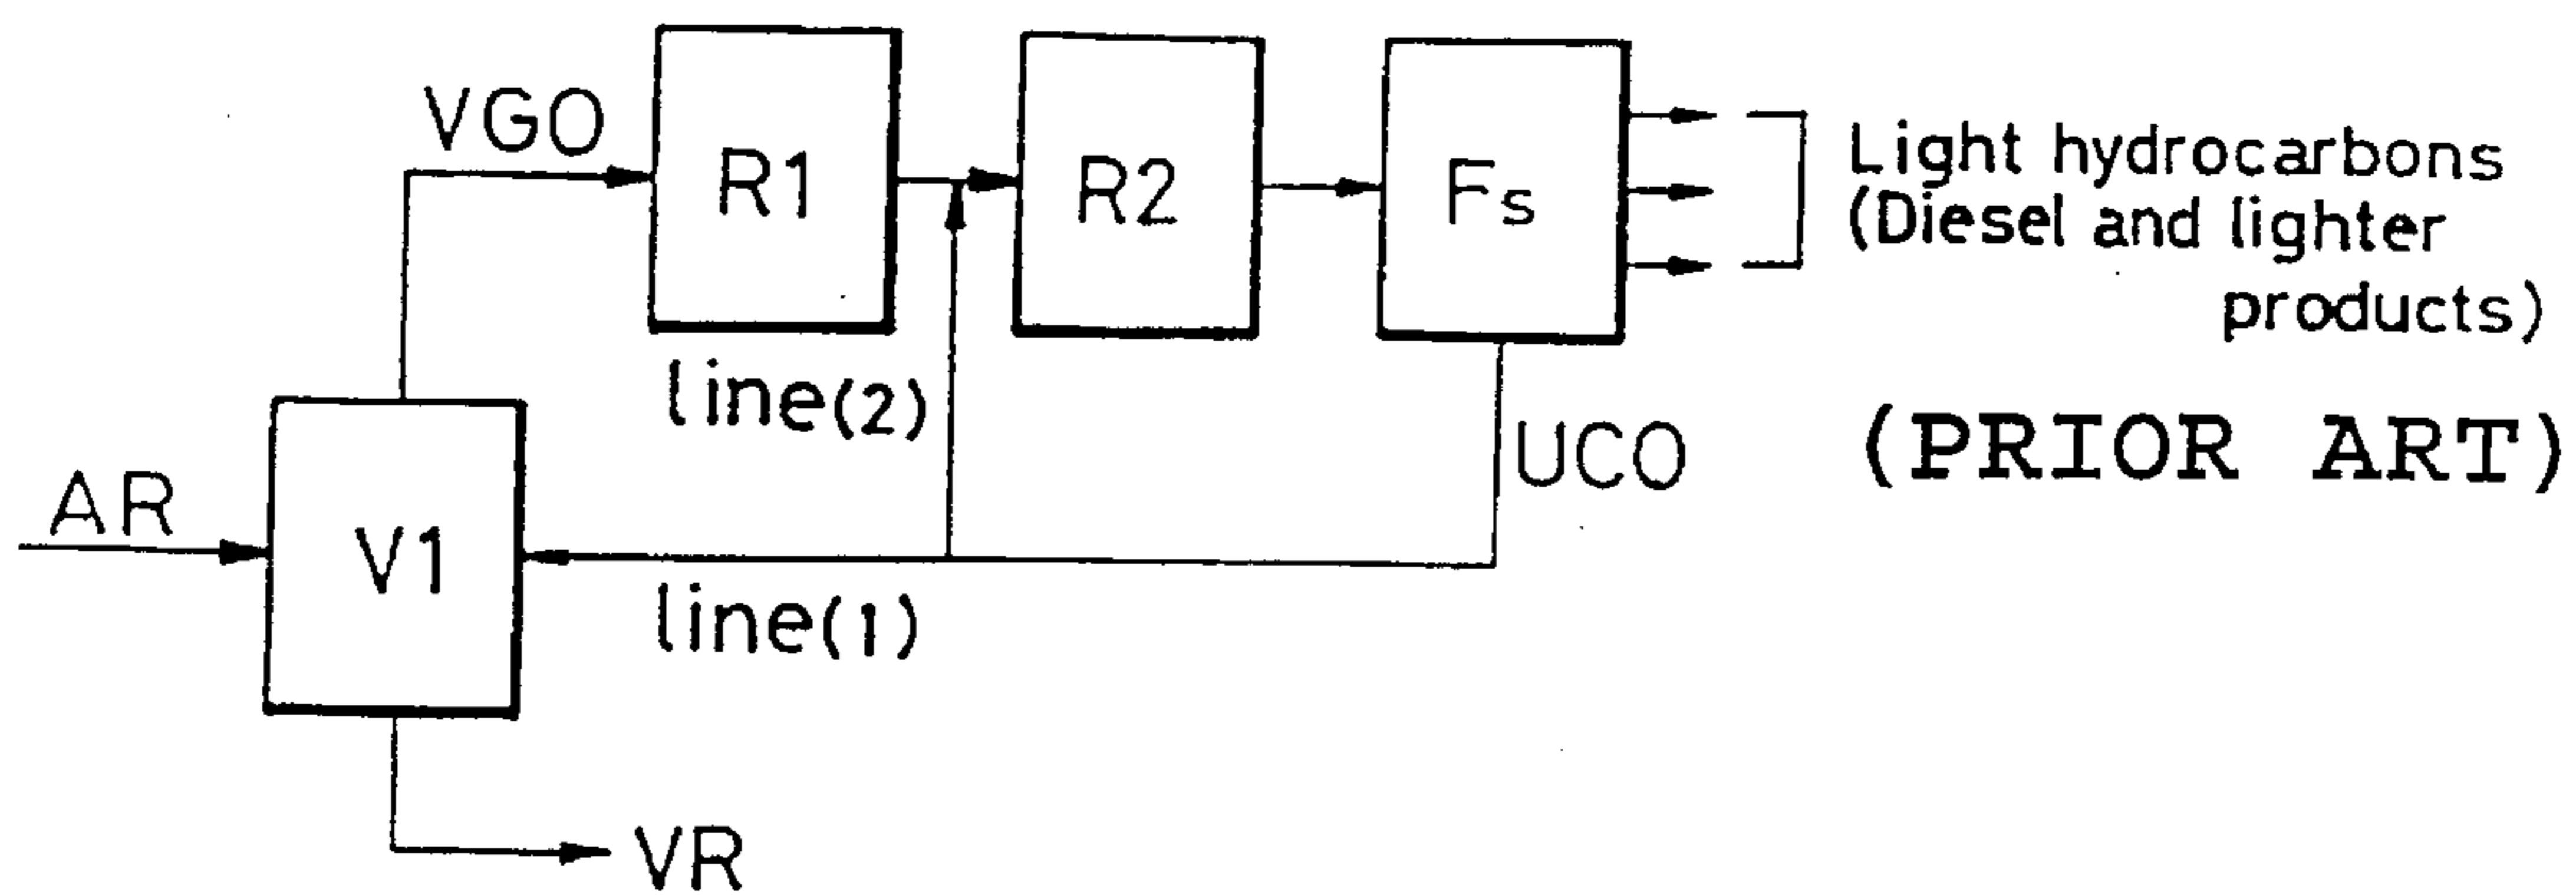 VGO
R1
R2
Fs
Light hydrocarbons
(Diesel and lighter
products)
line(2)
UCO
(PRIOR ART)
AR
V1
line(1)
VR